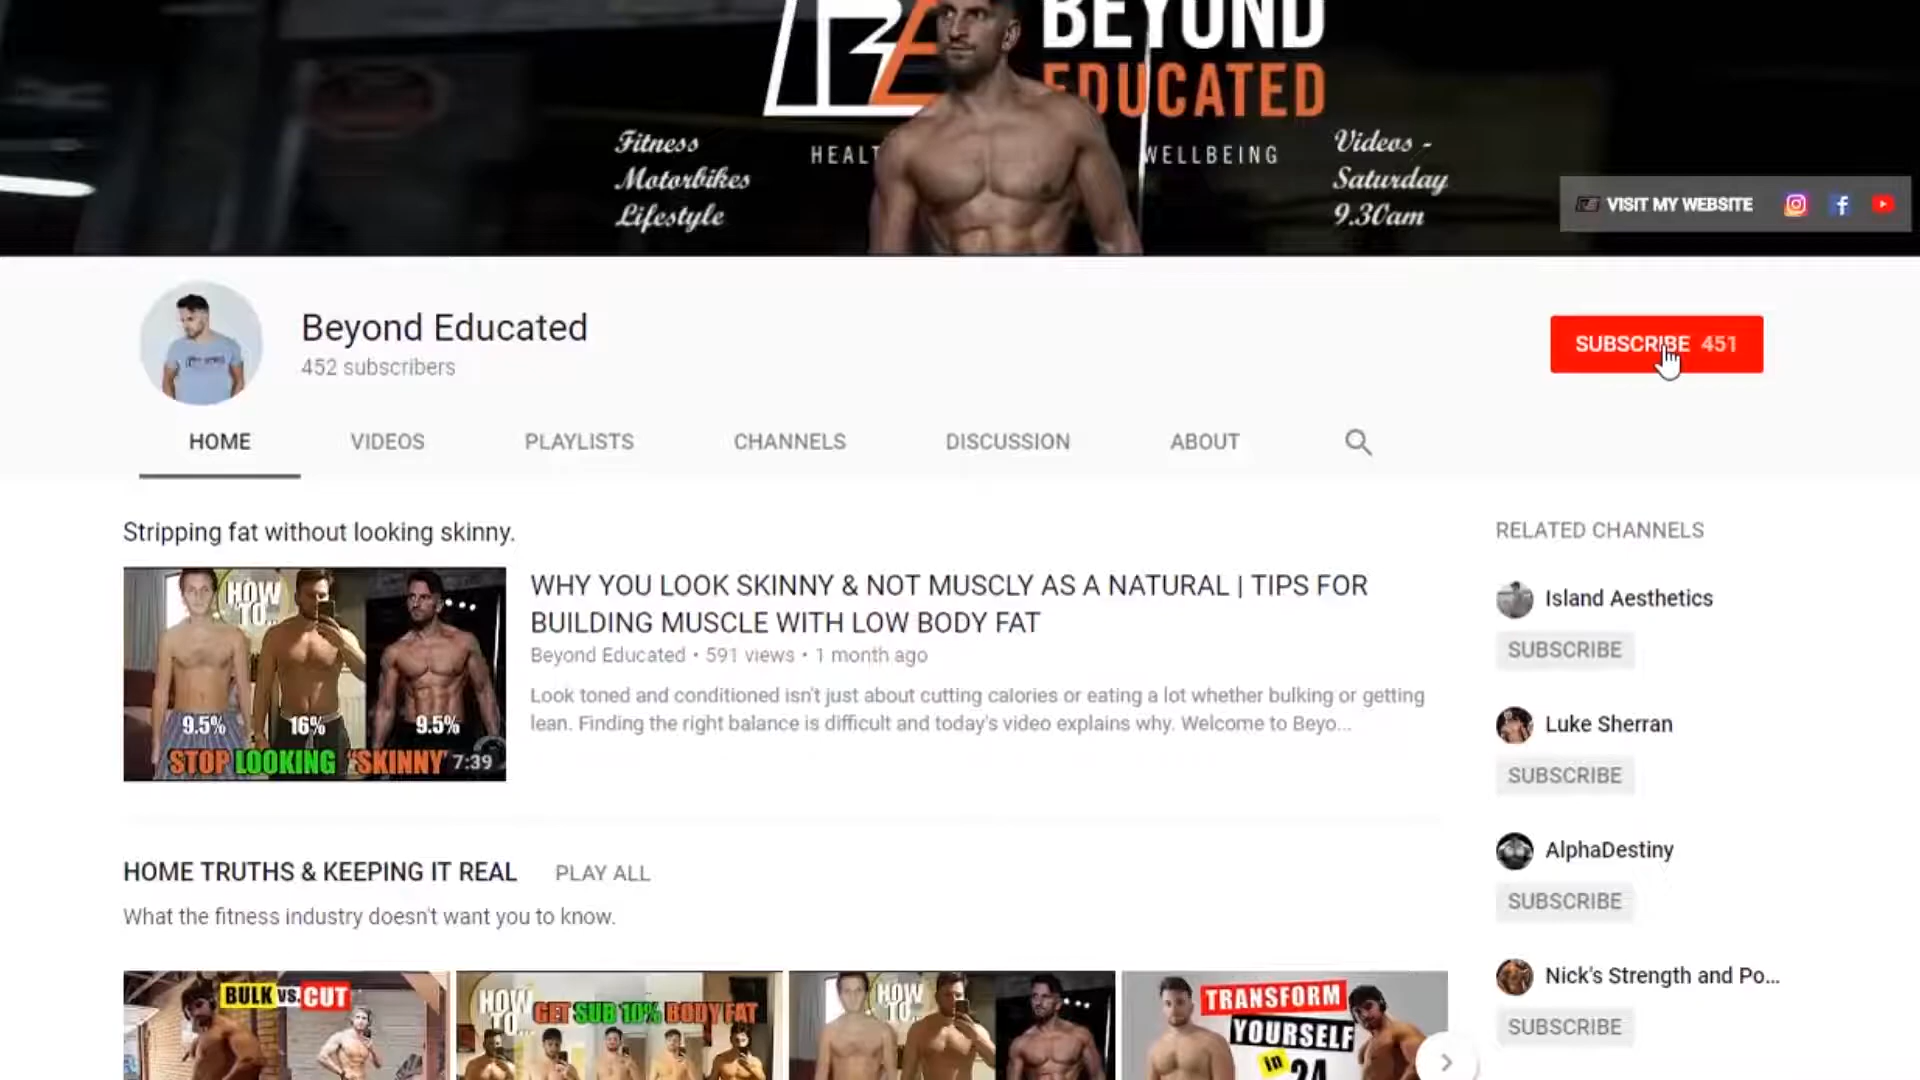 BEYOND
EDUCATED
Fitness
Motorbikes
Lifestyle
WELLBEING
Videos -
Saturday
9.30am
VISIT MY WEBSITE
Beyond Educated
452 subscribers
SUBSCRIBE 451
HOME VIDEOS PLAYLISTS CHANNELS DISCUSSION ABOUT
Stripping fat without looking skinny.
HOW
TO...
9.5% 16% 9.5%
STOP LOOKING "SKINNY" 7:39
WHY YOU LOOK SKINNY & NOT MUSCLY AS A NATURAL | TIPS FOR
BUILDING MUSCLE WITH LOW BODY FAT
Beyond Educated • 591 views • 1 month ago
Look toned and conditioned isn't just about cutting calories or eating a lot whether bulking or getting
lean. Finding the right balance is difficult and today's video explains why. Welcome to Beyo...
RELATED CHANNELS
Island Aesthetics
SUBSCRIBE
Luke Sherran
SUBSCRIBE
AlphaDestiny
SUBSCRIBE
Nick's Strength and Po...
SUBSCRIBE
HOME TRUTHS & KEEPING IT REAL PLAY ALL
What the fitness industry doesn't want you to know.
BULK VS. CUT
HOW
TO...
GET SUB 10% BODY FAT
HOW
TO...
TRANSFORM
YOURSELF
in
24